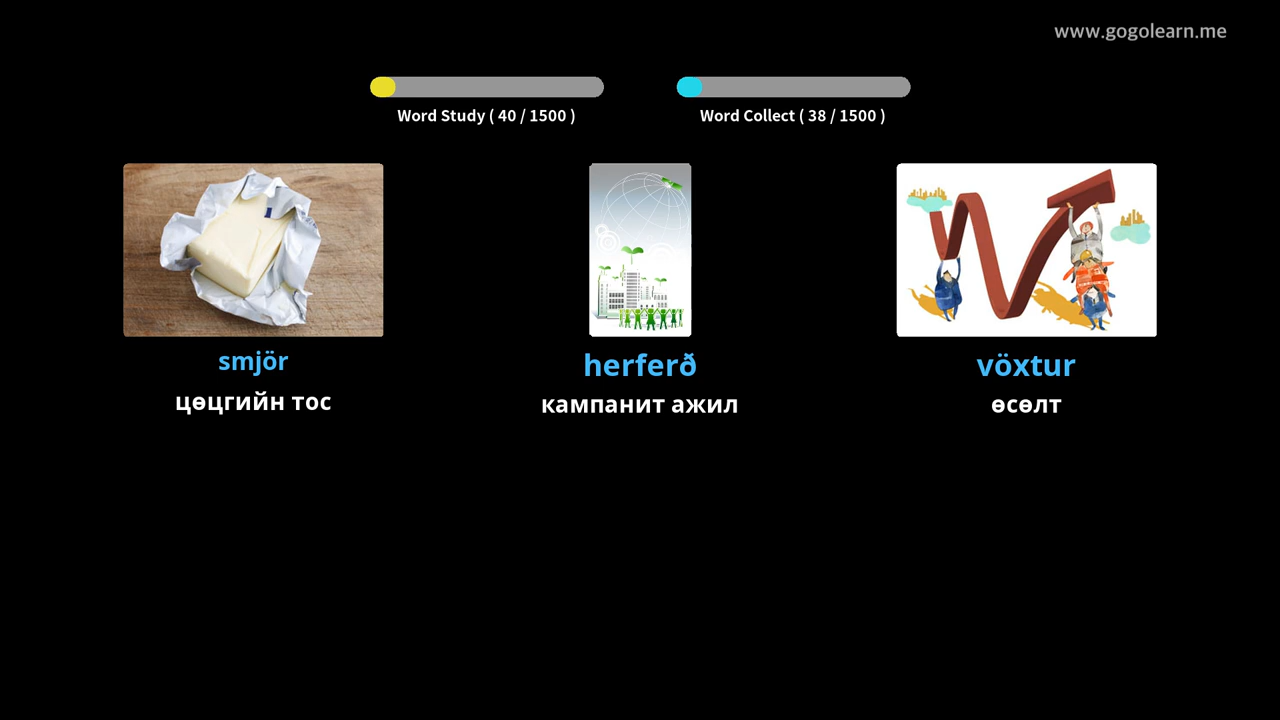 www.gogolearn.me
Word Study ( 40 / 1500 )
Word Collect ( 38 / 1500 )
smjör
herferð
vöxtur
цөцгийн тос
кампанит ажил
өсөлт